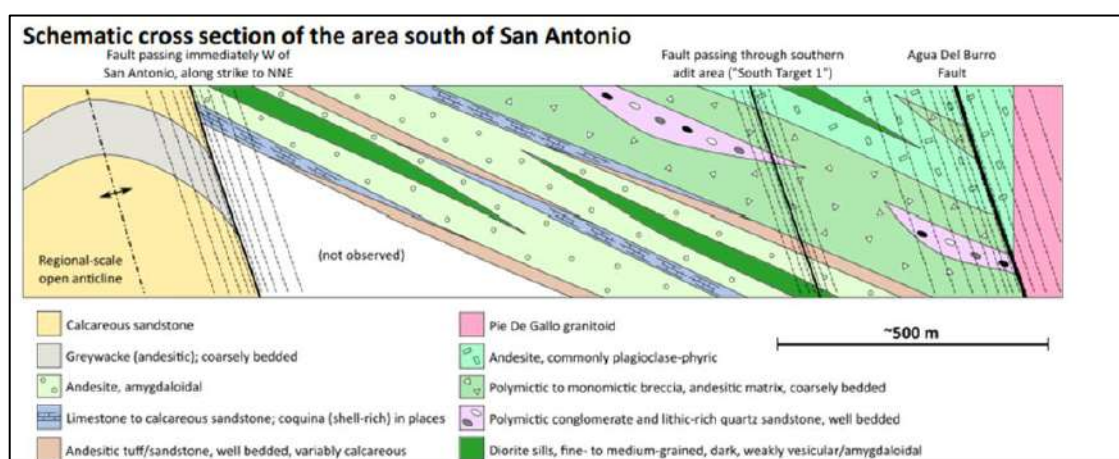 Schematic cross section of the area south of San Antonio
Fault passing immediately W of
San Antonio, along strike to NNE
Fault passing through southern
adit area ("South Target 1")
Agua Del Burro
Fault
Regional-scale
open anticline
(not observed)
~500 m
Calcareous sandstone
Greywacke (andesitic); coarsely bedded
Andesite, amygdaloidal
Limestone to calcareous sandstone; coquina (shell-rich) in places
Andesitic tuff/sandstone, well bedded, variably calcareous
Pie De Gallo granitoid
Andesite, commonly plagioclase-phyric
Polymictic to monomictic breccia, andesitic matrix, coarsely bedded
Polymictic conglomerate and lithic-rich quartz sandstone, well bedded
Diorite sills, fine- to medium-grained, dark, weakly vesicular/amygdaloidal